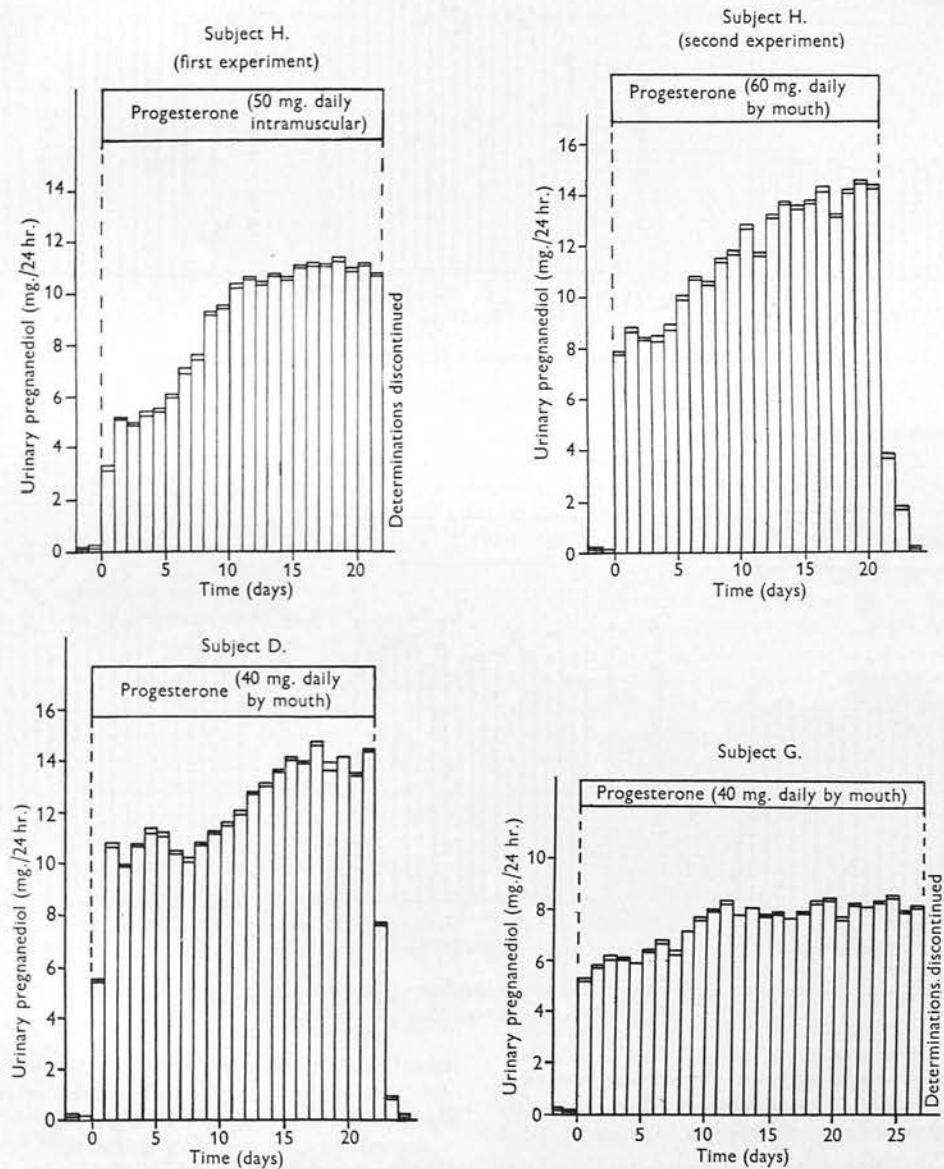 Subject H.
(first experiment)
Progesterone (50 mg. daily
intramuscular)
Urinary pregnanediol (mg./24 hr.)
14
12
10
8
6
4
2
0
0 5 10 15 20
Time (days)
Determinations discontinued
Subject H.
(second experiment)
Progesterone (60 mg. daily
by mouth)
Urinary pregnanediol (mg./24 hr.)
16
14
12
10
8
6
4
2
0
0 5 10 15 20
Time (days)
Subject D.
Progesterone (40 mg. daily
by mouth)
Urinary pregnanediol (mg./24 hr.)
16
14
12
10
8
6
4
2
0
0 5 10 15 20
Time (days)
Subject G.
Progesterone (40 mg. daily by mouth)
Urinary pregnanediol (mg./24 hr.)
10
8
6
4
2
0
0 5 10 15 20 25
Time (days)
Determinations discontinued